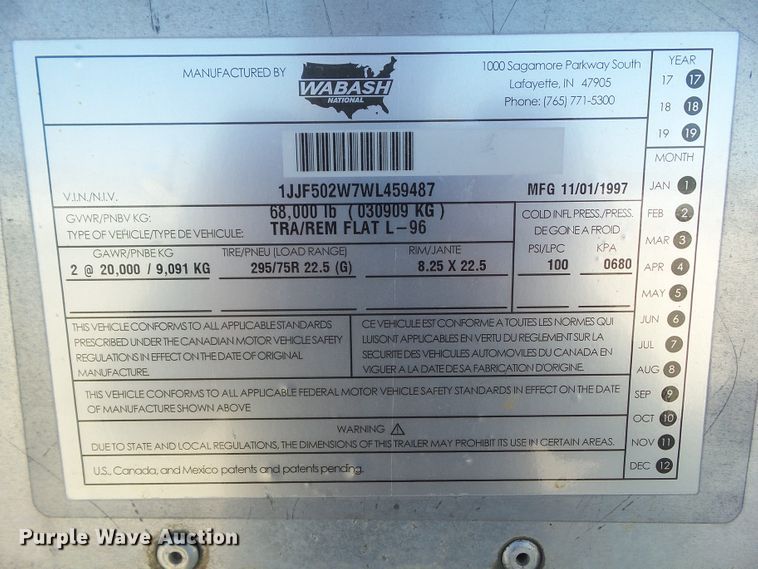 MANUFACTURED BY
WABASH
NATIONAL
1000 Sagamore Parkway South
Lafayette, IN 47905
Phone: (765) 771-5300
V.I.N./N.I.V. 1JJF502W7WL459487 MFG 11/01/1997
GVWR/PNBV KG: 68,000 lb (030909 KG)
TYPE OF VEHICLE/TYPE DE VEHICULE: TRA/REM FLAT L-96
COLD INFL PRESS./PRESS.
DE GONE A FROID
GAWR/PNBE KG TIRE/PNEU (LOAD RANGE) RIM/JANTE PSI/LPC KPA
2 @ 20,000 / 9,091 KG 295/75R 22.5 (G) 8.25 X 22.5 100 0680
THIS VEHICLE CONFORMS TO ALL APPLICABLE STANDARDS
PRESCRIBED UNDER THE CANADIAN MOTOR VEHICLE SAFETY
REGULATIONS IN EFFECT ON THE DATE OF ORIGINAL
MANUFACTURE.
CE VEHICULE EST CONFORME A TOUTES LES NORMES QUI
LUISONT APPLICABLES EN VERTU DU REGLEMENT SUR LA
SECURITE DES VEHICULES AUTOMOVILES DU CANADA EN
VIGUER A LA DATE DE SA FABRICATION D'ORIGINE.
THIS VEHICLE CONFORMS TO ALL APPLICABLE FEDERAL MOTOR VEHICLE SAFETY STANDARDS IN EFFECT ON THE DATE
OF MANUFACTURE SHOWN ABOVE
WARNING
DUE TO STATE AND LOCAL REGULATIONS, THE DIMENSIONS OF THIS TRAILER MAY PROHIBIT ITS USE IN CERTAIN AREAS.
U.S., Canada, and Mexico patents and patents pending.
YEAR
17 17
18 18
19 19
MONTH
JAN 1
FEB 2
MAR 3
APR 4
MAY 5
JUN 6
JUL 7
AUG 8
SEP 9
OCT 10
NOV 11
DEC 12
Purple Wave Auction